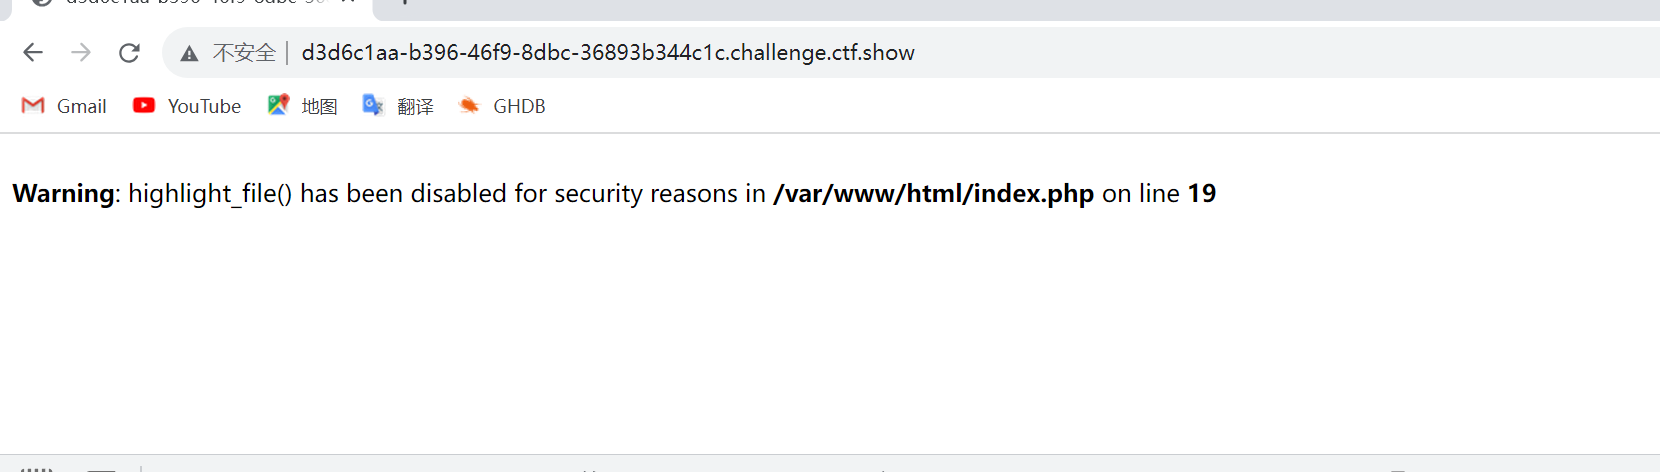 不安全 d3d6c1aa-b396-46f9-8dbc-36893b344c1c.challenge.ctf.show
Gmail YouTube 地图 翻译 GHDB
Warning: highlight_file() has been disabled for security reasons in /var/www/html/index.php on line 19